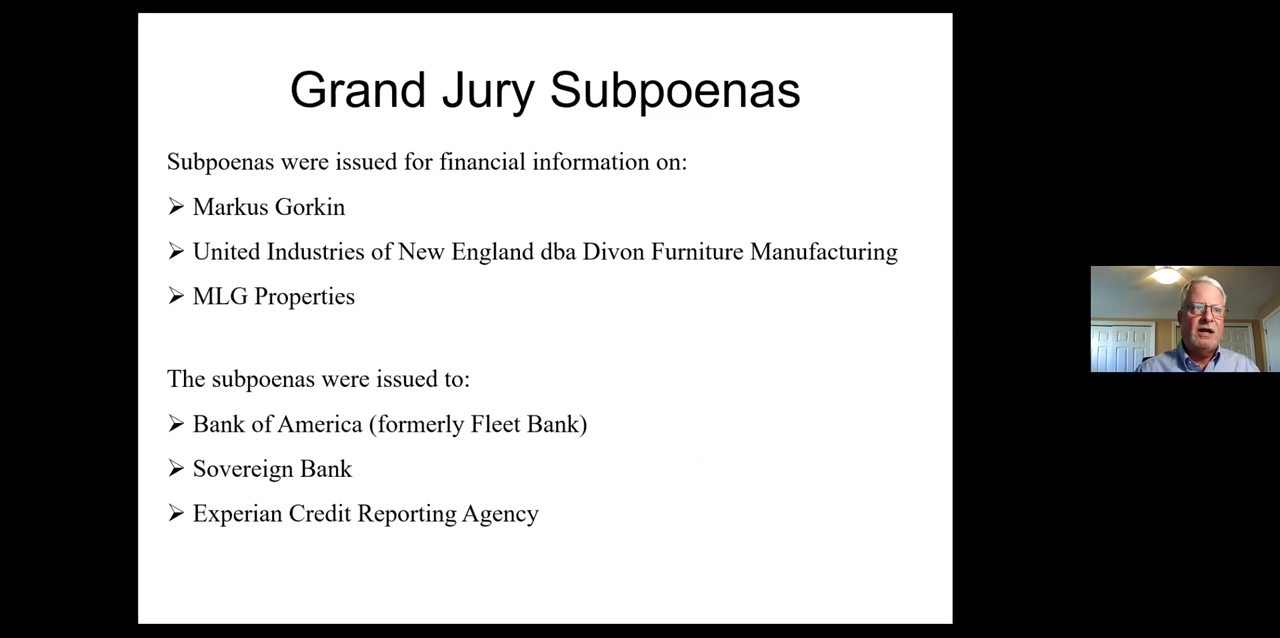 Grand Jury Subpoenas
Subpoenas were issued for financial information on:
➢ Markus Gorkin
➢ United Industries of New England dba Divon Furniture Manufacturing
➢ MLG Properties
The subpoenas were issued to:
➢ Bank of America (formerly Fleet Bank)
➢ Sovereign Bank
➢ Experian Credit Reporting Agency